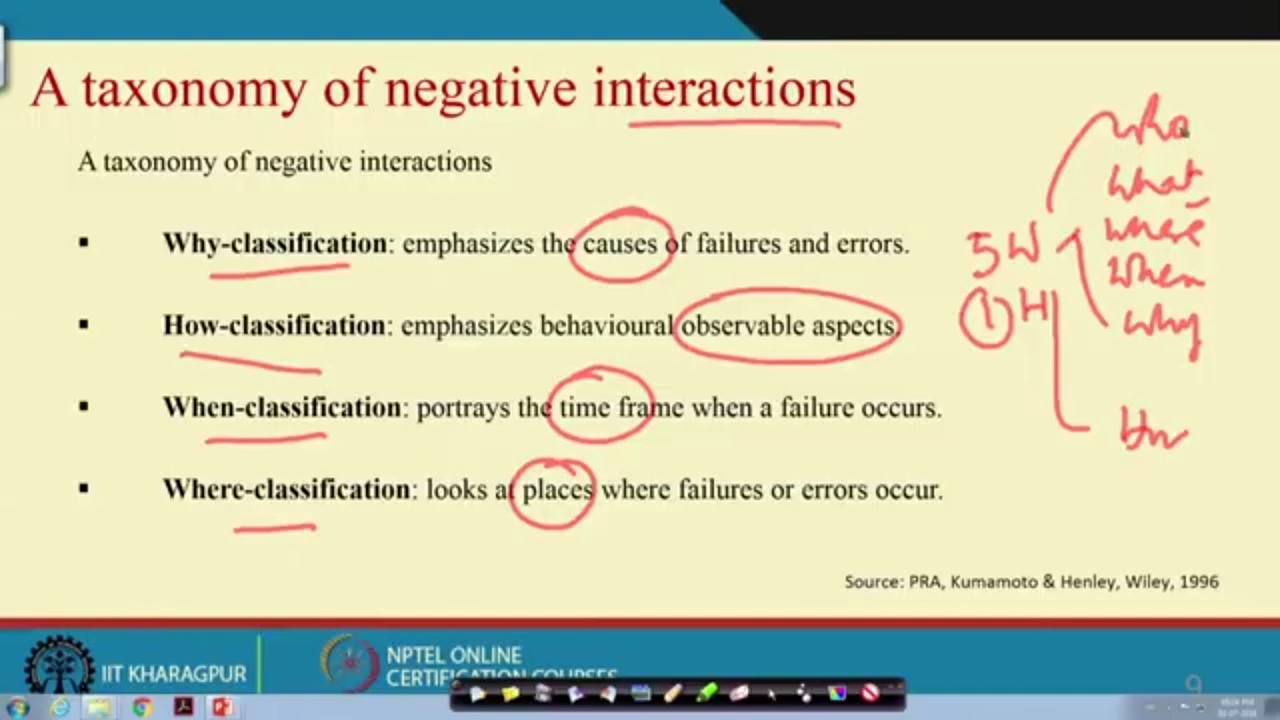 A taxonomy of negative interactions
A taxonomy of negative interactions
▪ Why-classification: emphasizes the causes of failures and errors.
▪ How-classification: emphasizes behavioural observable aspects.
▪ When-classification: portrays the time frame when a failure occurs.
▪ Where-classification: looks at places where failures or errors occur.
5W
1 H
who
what
where
When
why
How
Source: PRA, Kumamoto & Henley, Wiley, 1996
IIT KHARAGPUR
NPTEL ONLINE
CERTIFICATION COURSES
9